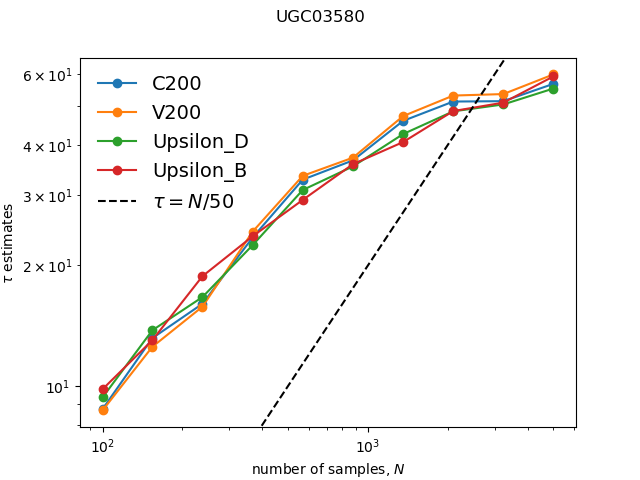 UGC03580
C200
V200
Upsilon_D
Upsilon_B
τ = N/50
τ estimates
6 × 10¹
4 × 10¹
3 × 10¹
2 × 10¹
10¹
10² 10³
number of samples, N